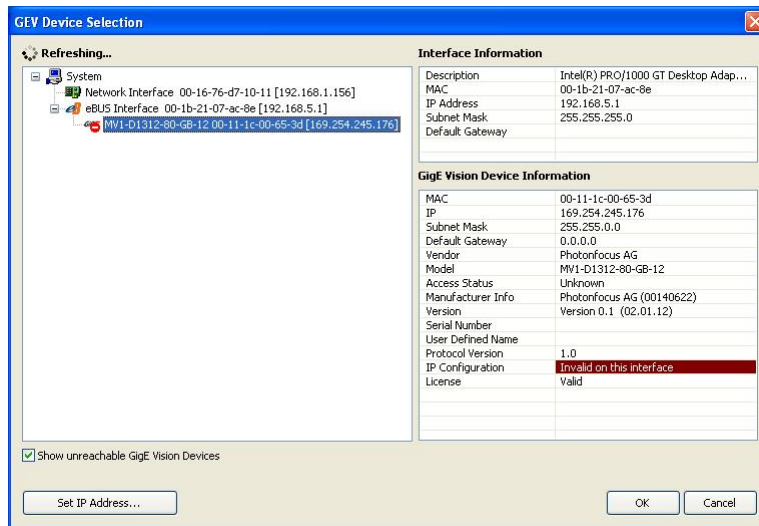 GEV Device Selection
Refreshing...
System
Network Interface 00-16-76-d7-10-11 [192.168.1.156]
eBUS Interface 00-1b-21-07-ac-8e [192.168.5.1]
MV1-D1312-80-GB-12 00-11-1c-00-65-3d [169.254.245.176]
Show unreachable GigE Vision Devices
Set IP Address...
Interface Information
Description Intel(R) PRO/1000 GT Desktop Adap...
MAC 00-1b-21-07-ac-8e
IP Address 192.168.5.1
Subnet Mask 255.255.255.0
Default Gateway
GigE Vision Device Information
MAC 00-11-1c-00-65-3d
IP 169.254.245.176
Subnet Mask 255.255.0.0
Default Gateway 0.0.0.0
Vendor Photonfocus AG
Model MV1-D1312-80-GB-12
Access Status Unknown
Manufacturer Info Photonfocus AG (00140622)
Version Version 0.1 (02.01.12)
Serial Number
User Defined Name
Protocol Version 1.0
IP Configuration Invalid on this interface
License Valid
OK Cancel